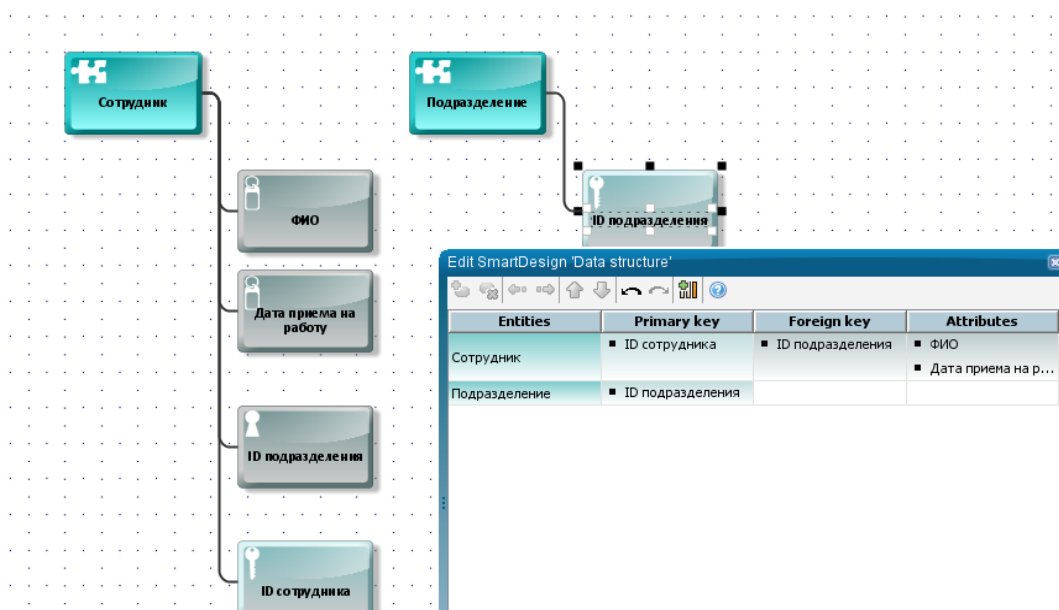 Сотрудник
Подразделение
ФИО
ID подразделения
Дата приема на
работу
ID подразделения
ID сотрудника
Edit SmartDesign 'Data structure'
Entities Primary key Foreign key Attributes
Сотрудник ID сотрудника ID подразделения ФИО
Дата приема на р...
Подразделение ID подразделения